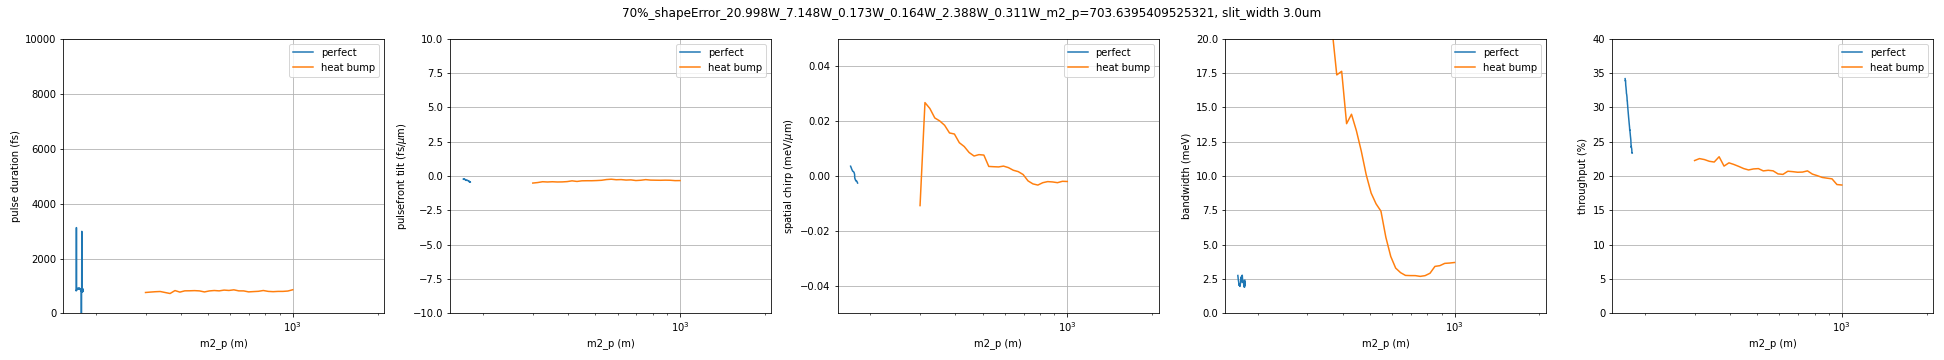 70%_shapeError_20.998W_7.148W_0.173W_0.164W_2.388W_0.311W_m2_p=703.6395409525321, slit_width 3.0um
pulse duration (fs)
10000
8000
6000
4000
2000
0
perfect
heat bump
10³
m2_p (m)
pulsefront tilt (fs/μm)
10.0
7.5
5.0
2.5
0.0
−2.5
−5.0
−7.5
−10.0
perfect
heat bump
10³
m2_p (m)
spatial chirp (meV/μm)
0.04
0.02
0.00
−0.02
−0.04
perfect
heat bump
10³
m2_p (m)
bandwidth (meV)
20.0
17.5
15.0
12.5
10.0
7.5
5.0
2.5
0.0
perfect
heat bump
10³
m2_p (m)
throughput (%)
40
35
30
25
20
15
10
5
0
perfect
heat bump
10³
m2_p (m)